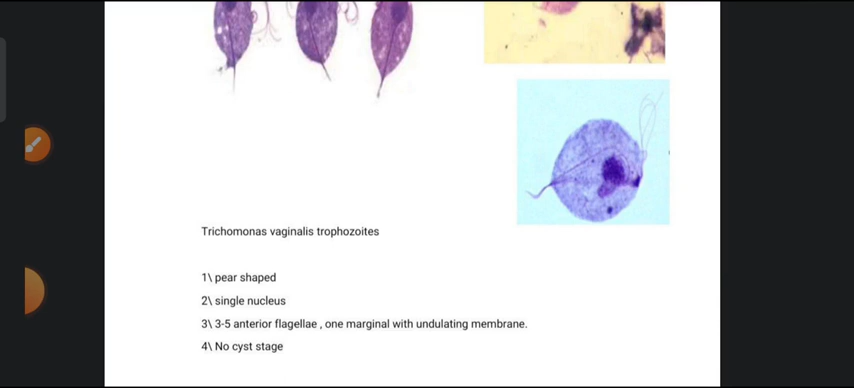 Trichomonas vaginalis trophozoites
1\ pear shaped
2\ single nucleus
3\ 3-5 anterior flagellae , one marginal with undulating membrane.
4\ No cyst stage